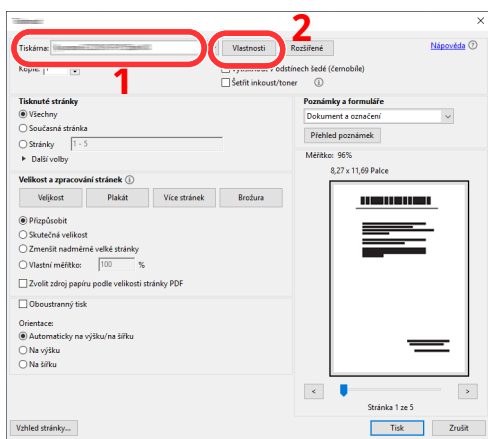 2
Tiskárna:
Vlastnosti
Rozšířené
Nápověda
1
Kopie: 1
Vytisknout v odstínech šedé (černobíle)
Šetřit inkoust/toner
Tisknuté stránky
Všechny
Současná stránka
Stránky 1 - 5
Další volby
Velikost a zpracování stránek
Velikost Plakát Více stránek Brožura
Přizpůsobit
Skutečná velikost
Zmenšit nadměrně velké stránky
Vlastní měřítko: 100 %
Zvolit zdroj papíru podle velikosti stránky PDF
Oboustranný tisk
Orientace:
Automaticky na výšku/na šířku
Na výšku
Na šířku
Poznámky a formuláře
Dokument a označení
Přehled poznámek
Měřítko: 96%
8,27 x 11,69 Palce
< >
Stránka 1 ze 5
Vzhled stránky...
Tisk
Zrušit